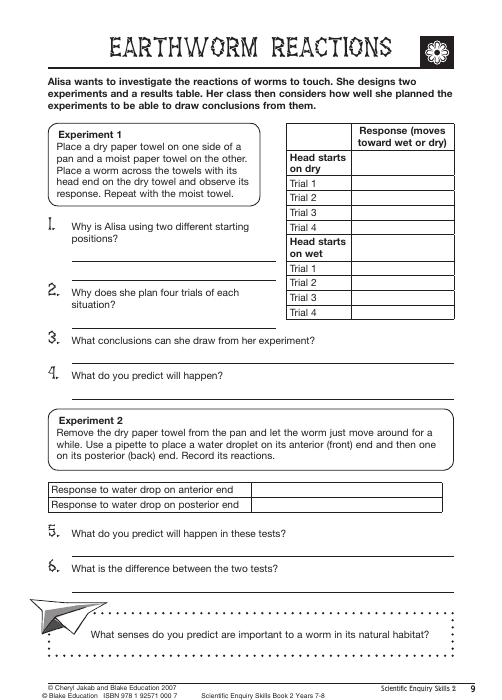 EARTHWORM REACTIONS
Alisa wants to investigate the reactions of worms to touch. She designs two
experiments and a results table. Her class then considers how well she planned the
experiments to be able to draw conclusions from them.
Experiment 1
Place a dry paper towel on one side of a
pan and a moist paper towel on the other.
Place a worm across the towels with its
head end on the dry towel and observe its
response. Repeat with the moist towel.
Response (moves
toward wet or dry)
Head starts
on dry
Trial 1
Trial 2
Trial 3
Trial 4
Head starts
on wet
Trial 1
Trial 2
Trial 3
Trial 4
1. Why is Alisa using two different starting
positions?
2. Why does she plan four trials of each
situation?
3. What conclusions can she draw from her experiment?
4. What do you predict will happen?
Experiment 2
Remove the dry paper towel from the pan and let the worm just move around for a
while. Use a pipette to place a water droplet on its anterior (front) end and then one
on its posterior (back) end. Record its reactions.
Response to water drop on anterior end
Response to water drop on posterior end
5. What do you predict will happen in these tests?
6. What is the difference between the two tests?
What senses do you predict are important to a worm in its natural habitat?
© Cheryl Jakab and Blake Education 2007
Scientific Enquiry Skills 2 9
© Blake Education ISBN 978 1 92571 000 7 Scientific Enquiry Skills Book 2 Years 7-8